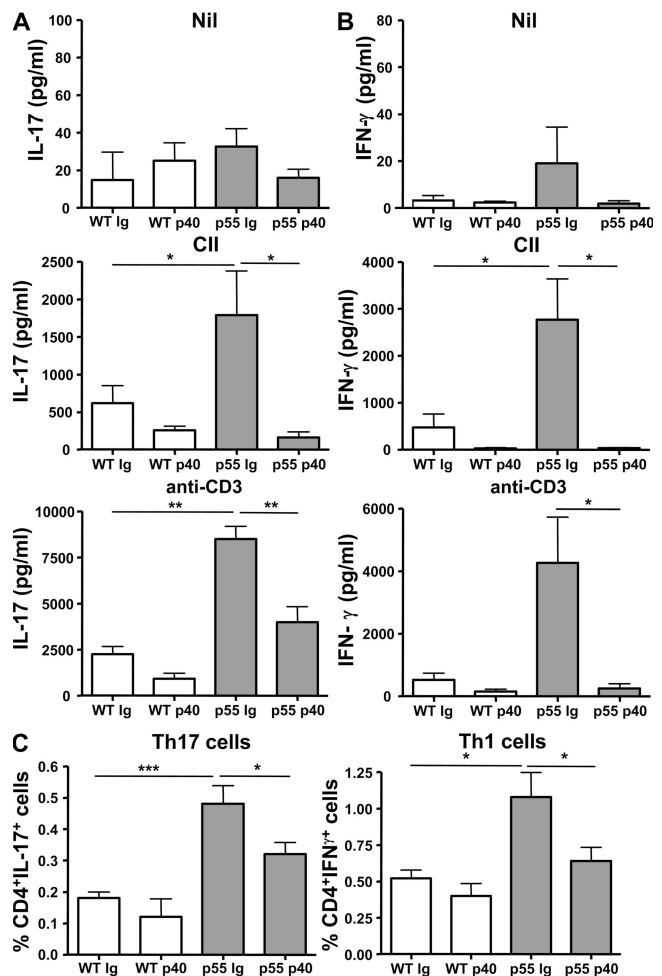 A
Nil
IL-17 (pg/ml)
100
80
60
40
20
0
WT Ig WT p40 p55 Ig p55 p40
CII
IL-17 (pg/ml)
2500
2000
1500
1000
500
0
* *
WT Ig WT p40 p55 Ig p55 p40
anti-CD3
IL-17 (pg/ml)
10000
7500
5000
2500
0
** **
WT Ig WT p40 p55 Ig p55 p40
B
Nil
IFN-γ (pg/ml)
80
60
40
20
0
WT Ig WT p40 p55 Ig p55 p40
CII
IFN-γ (pg/ml)
4000
3000
2000
1000
0
* *
WT Ig WT p40 p55 Ig p55 p40
anti-CD3
IFN- γ (pg/ml)
6000
4000
2000
0
*
WT Ig WT p40 p55 Ig p55 p40
C
Th17 cells
% CD4⁺IL-17⁺ cells
0.6
0.5
0.4
0.3
0.2
0.1
0.0
*** *
WT Ig WT p40 p55 Ig p55 p40
Th1 cells
% CD4⁺IFNγ⁺ cells
1.25
1.00
0.75
0.50
0.25
0.00
* *
WT Ig WT p40 p55 Ig p55 p40